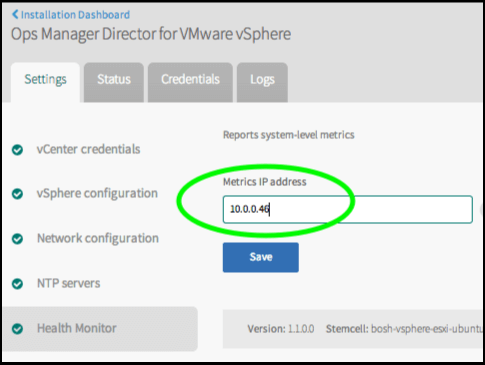 Installation Dashboard
Ops Manager Director for VMware vSphere
Settings Status Credentials Logs
Reports system-level metrics
vCenter credentials
Metrics IP address
vSphere configuration
10.0.0.46
Network configuration
Save
NTP servers
Health Monitor
Version: 1.1.0.0 Stemcell: bosh-vsphere-esxi-ubuntu